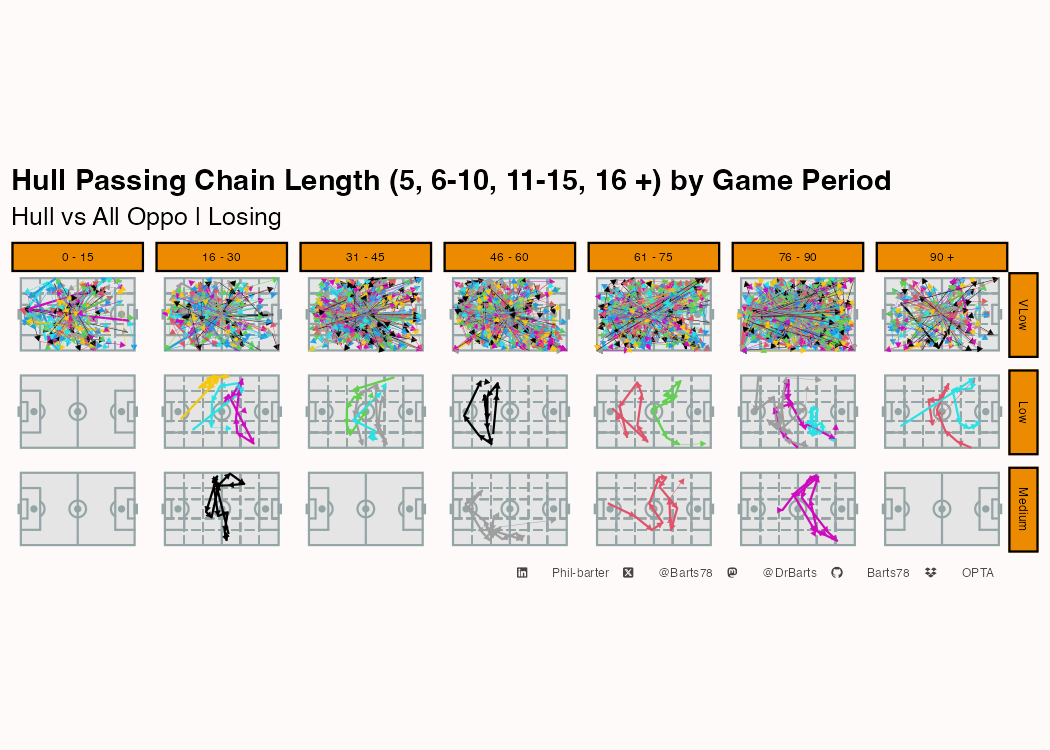 Hull Passing Chain Length (5, 6-10, 11-15, 16 +) by Game Period
Hull vs All Oppo | Losing
0 - 15
16 - 30
31 - 45
46 - 60
61 - 75
76 - 90
90 +
VLow
Low
Medium
Phil-barter @Barts78 @DrBarts Barts78 OPTA